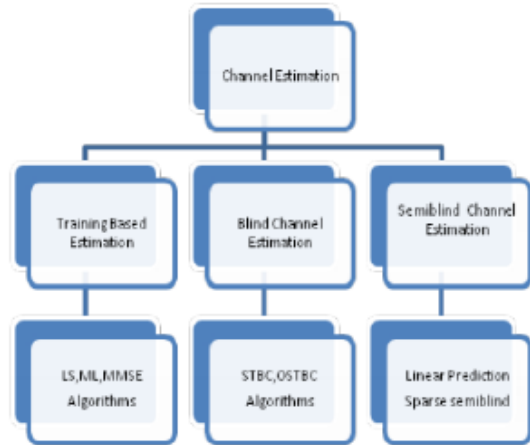 Channel Estimation
Training Based
Estimation
Blind Channel
Estimation
Semiblind Channel
Estimation
LS,ML,MMSE
Algorithms
STBC,OSTBC
Algorithms
Linear Prediction
Sparse semiblind